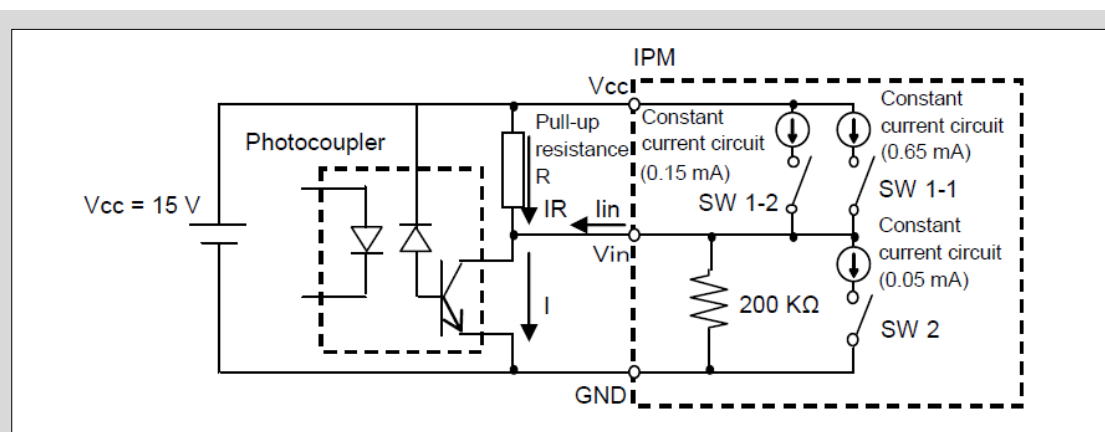 IPM
Vcc
Constant
current circuit
(0.15 mA)
Constant
current circuit
(0.65 mA)
Pull-up
resistance
R
Photocoupler
SW 1-2
SW 1-1
Vcc = 15 V
IR
Iin
Vin
Constant
current circuit
(0.05 mA)
I
200 KΩ
SW 2
GND